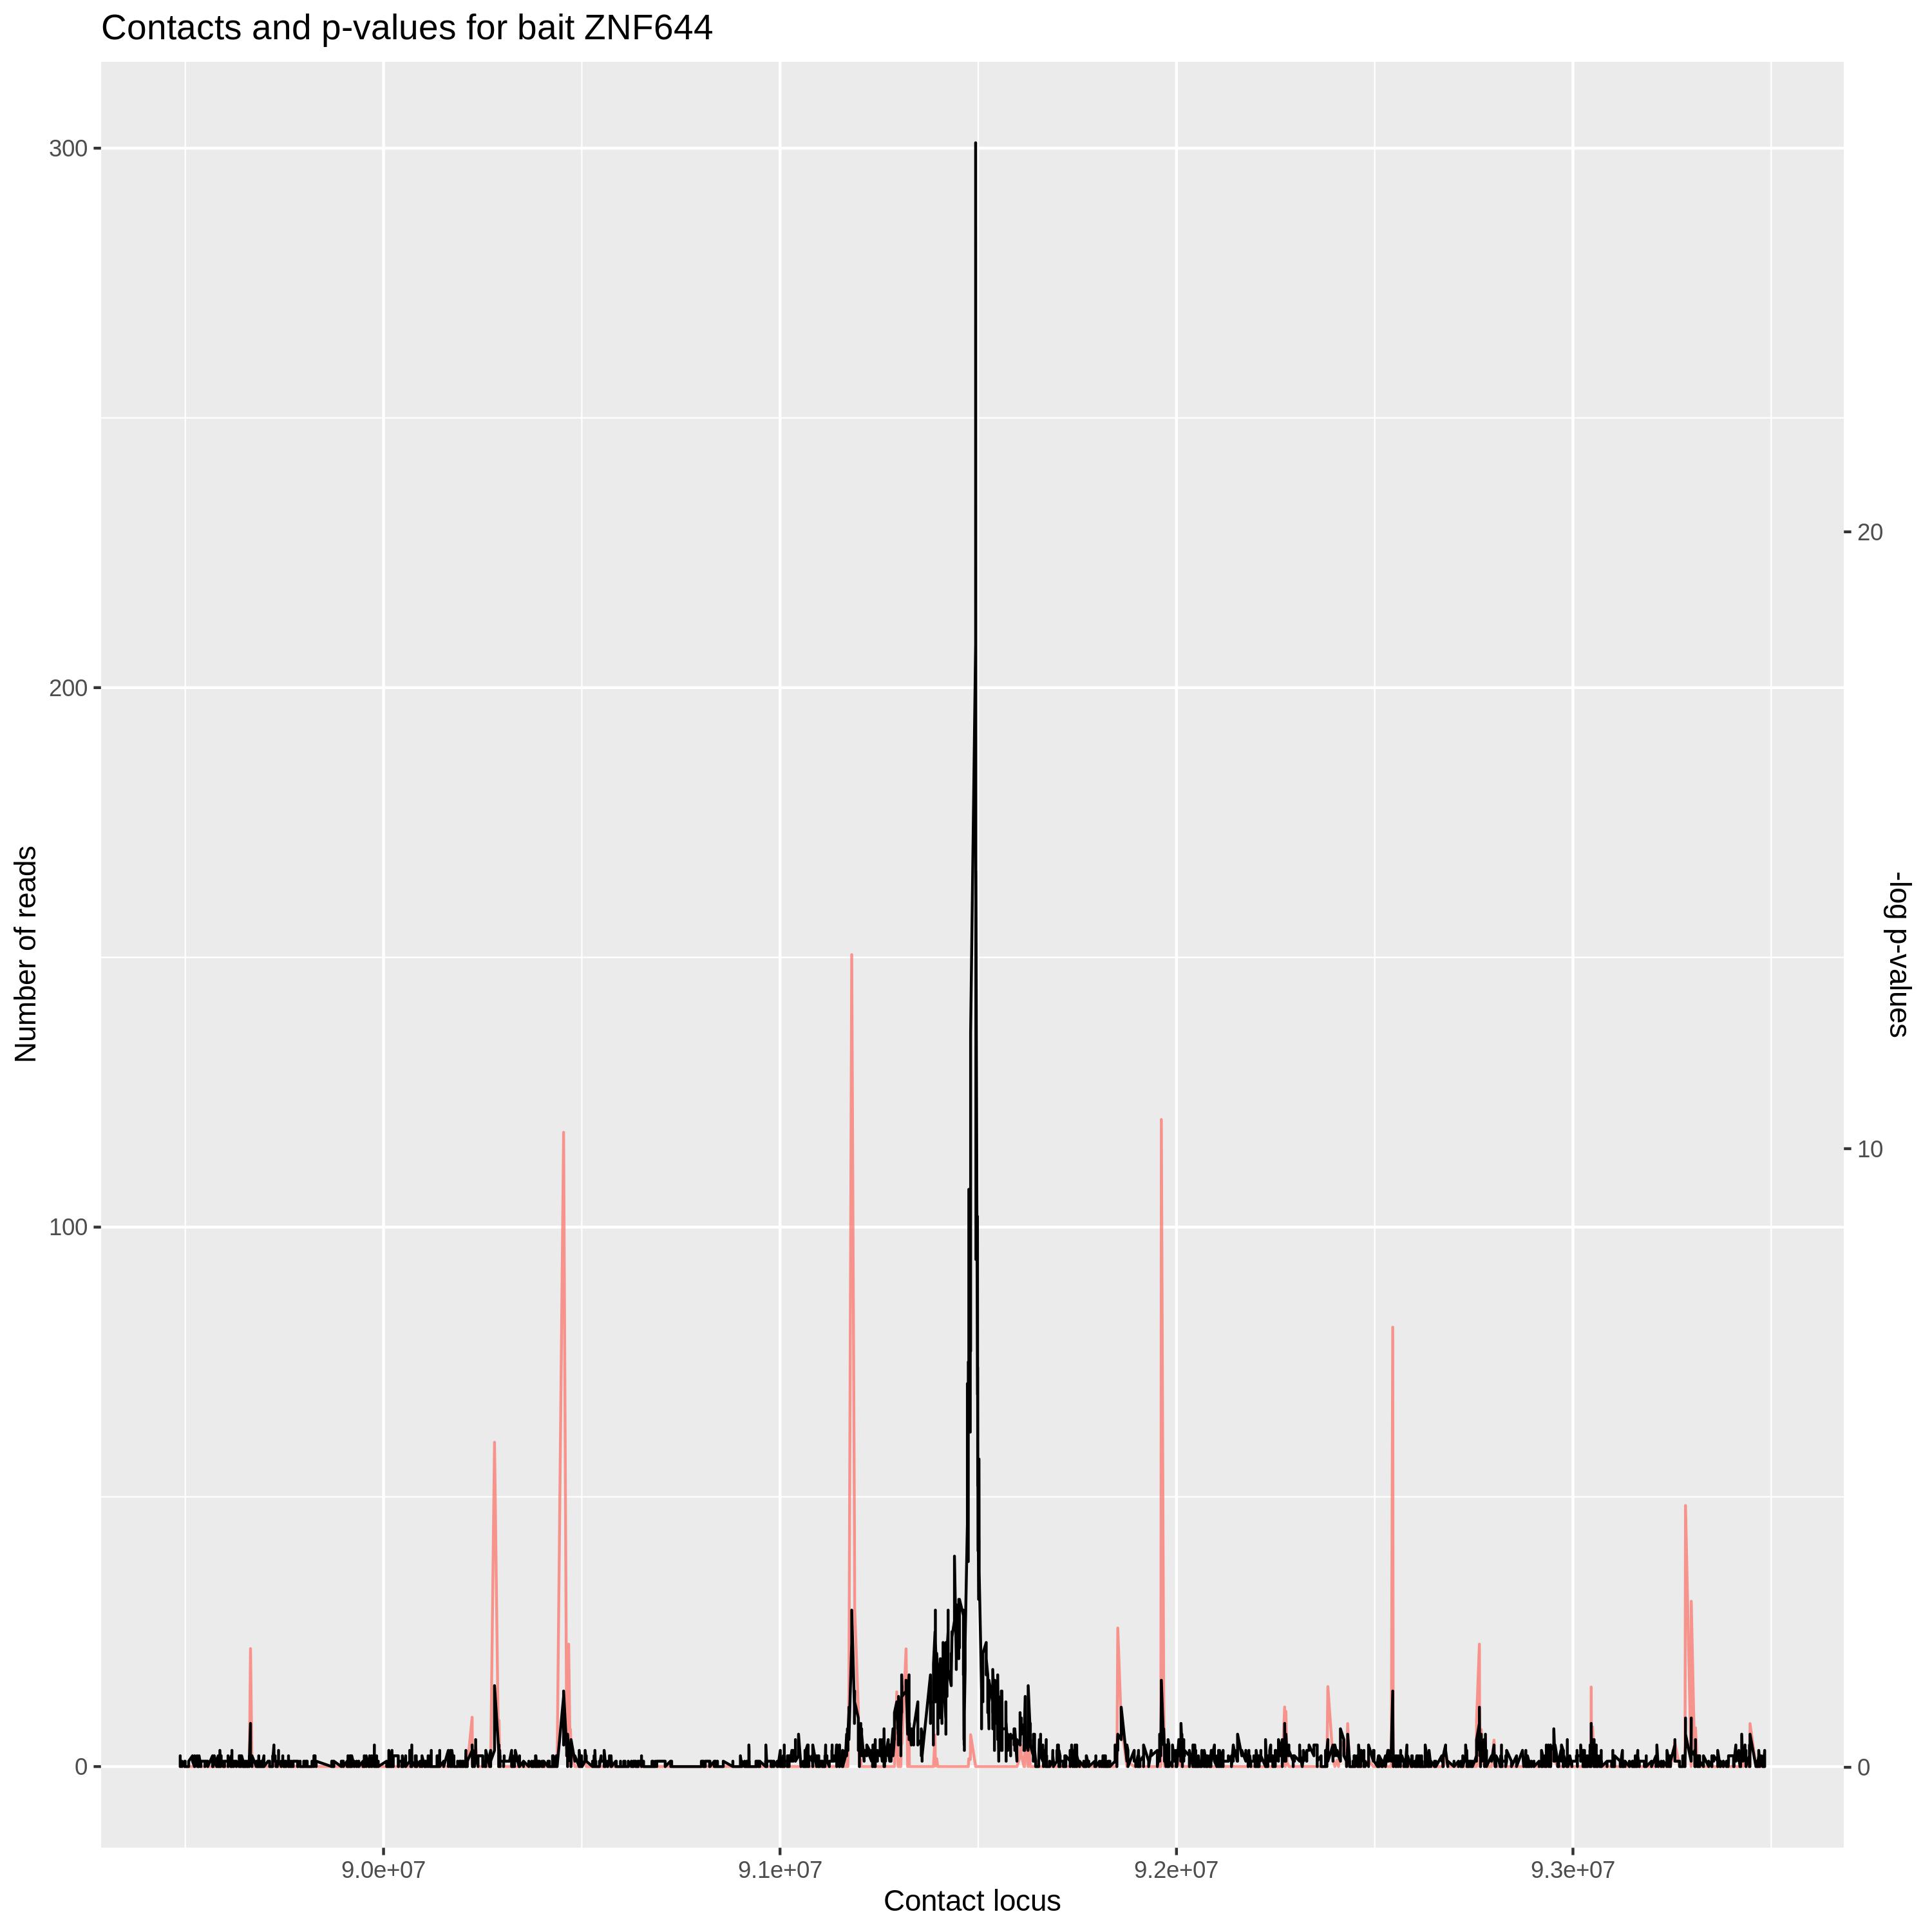 Contacts and p-values for bait ZNF644
300
200
100
0
Number of reads
20
10
0
-log p-values
9.0e+07
9.1e+07
9.2e+07
9.3e+07
Contact locus